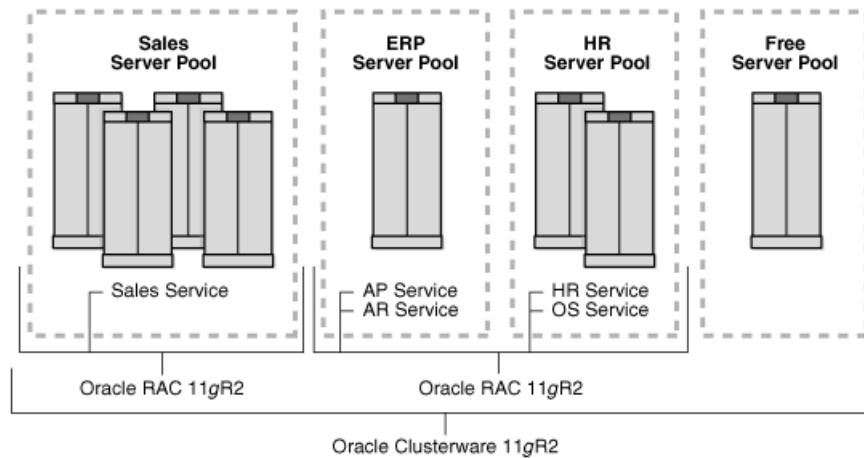 Sales
Server Pool
ERP
Server Pool
HR
Server Pool
Free
Server Pool
Sales Service
AP Service
AR Service
HR Service
OS Service
Oracle RAC 11gR2
Oracle RAC 11gR2
Oracle Clusterware 11gR2